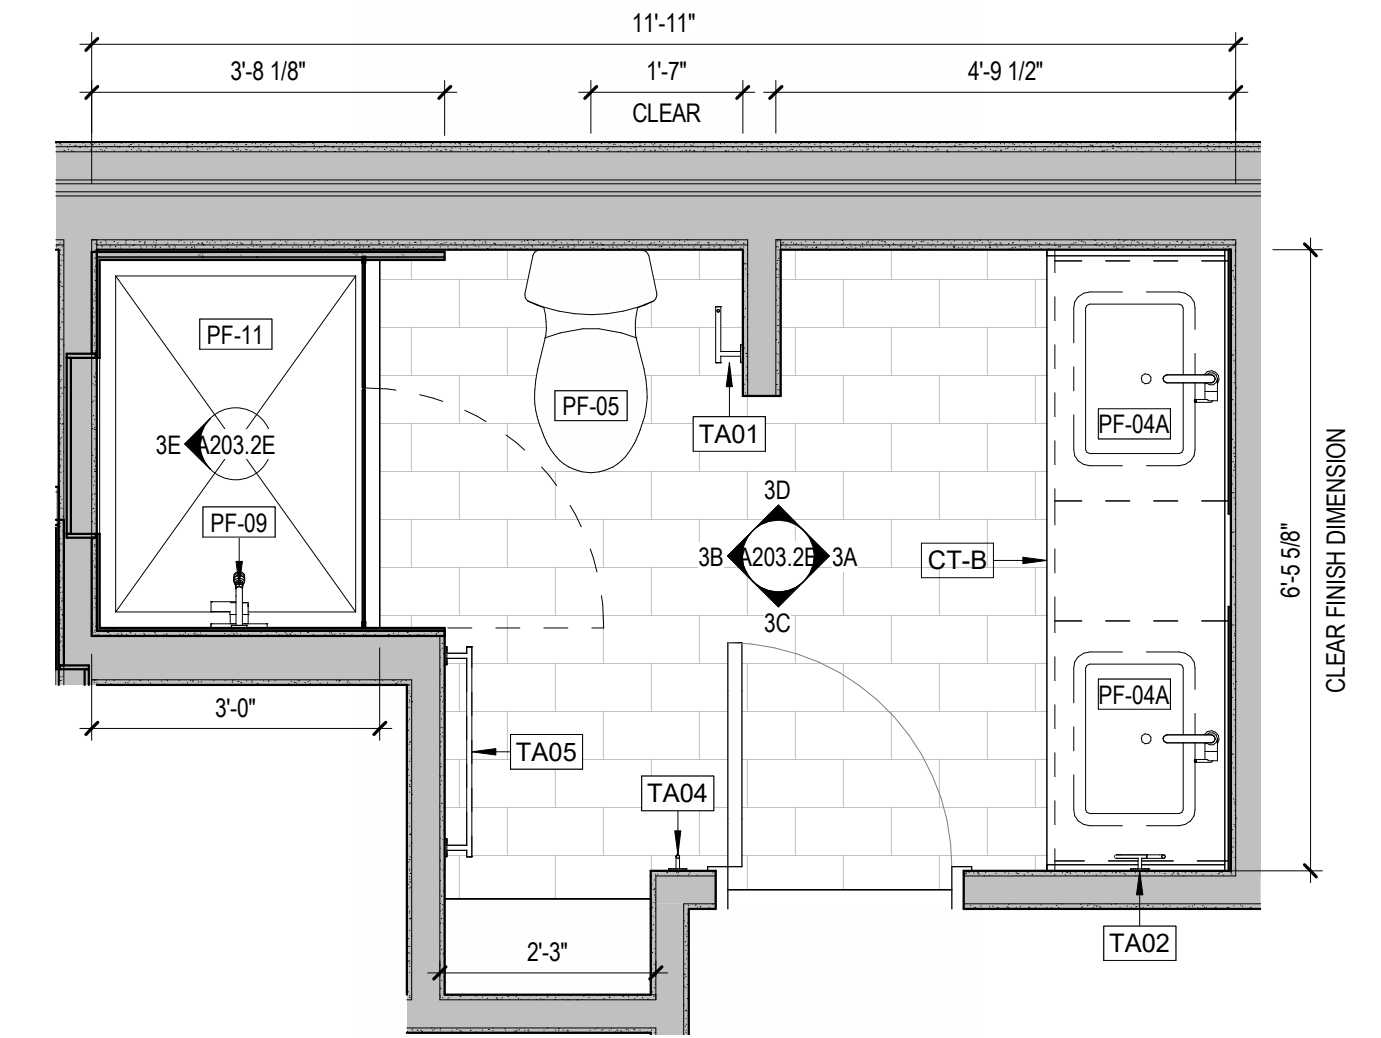 11'-11"
3'-8 1/8"
1'-7"
4'-9 1/2"
CLEAR
PF-11
PF-05
PF-04A
TA01
3E
A203.2E
3D
PF-09
3B
A203.2E
3A
CT-B
3C
6'-5 5/8"
CLEAR FINISH DIMENSION
PF-04A
3'-0"
TA05
TA04
TA02
2'-3"